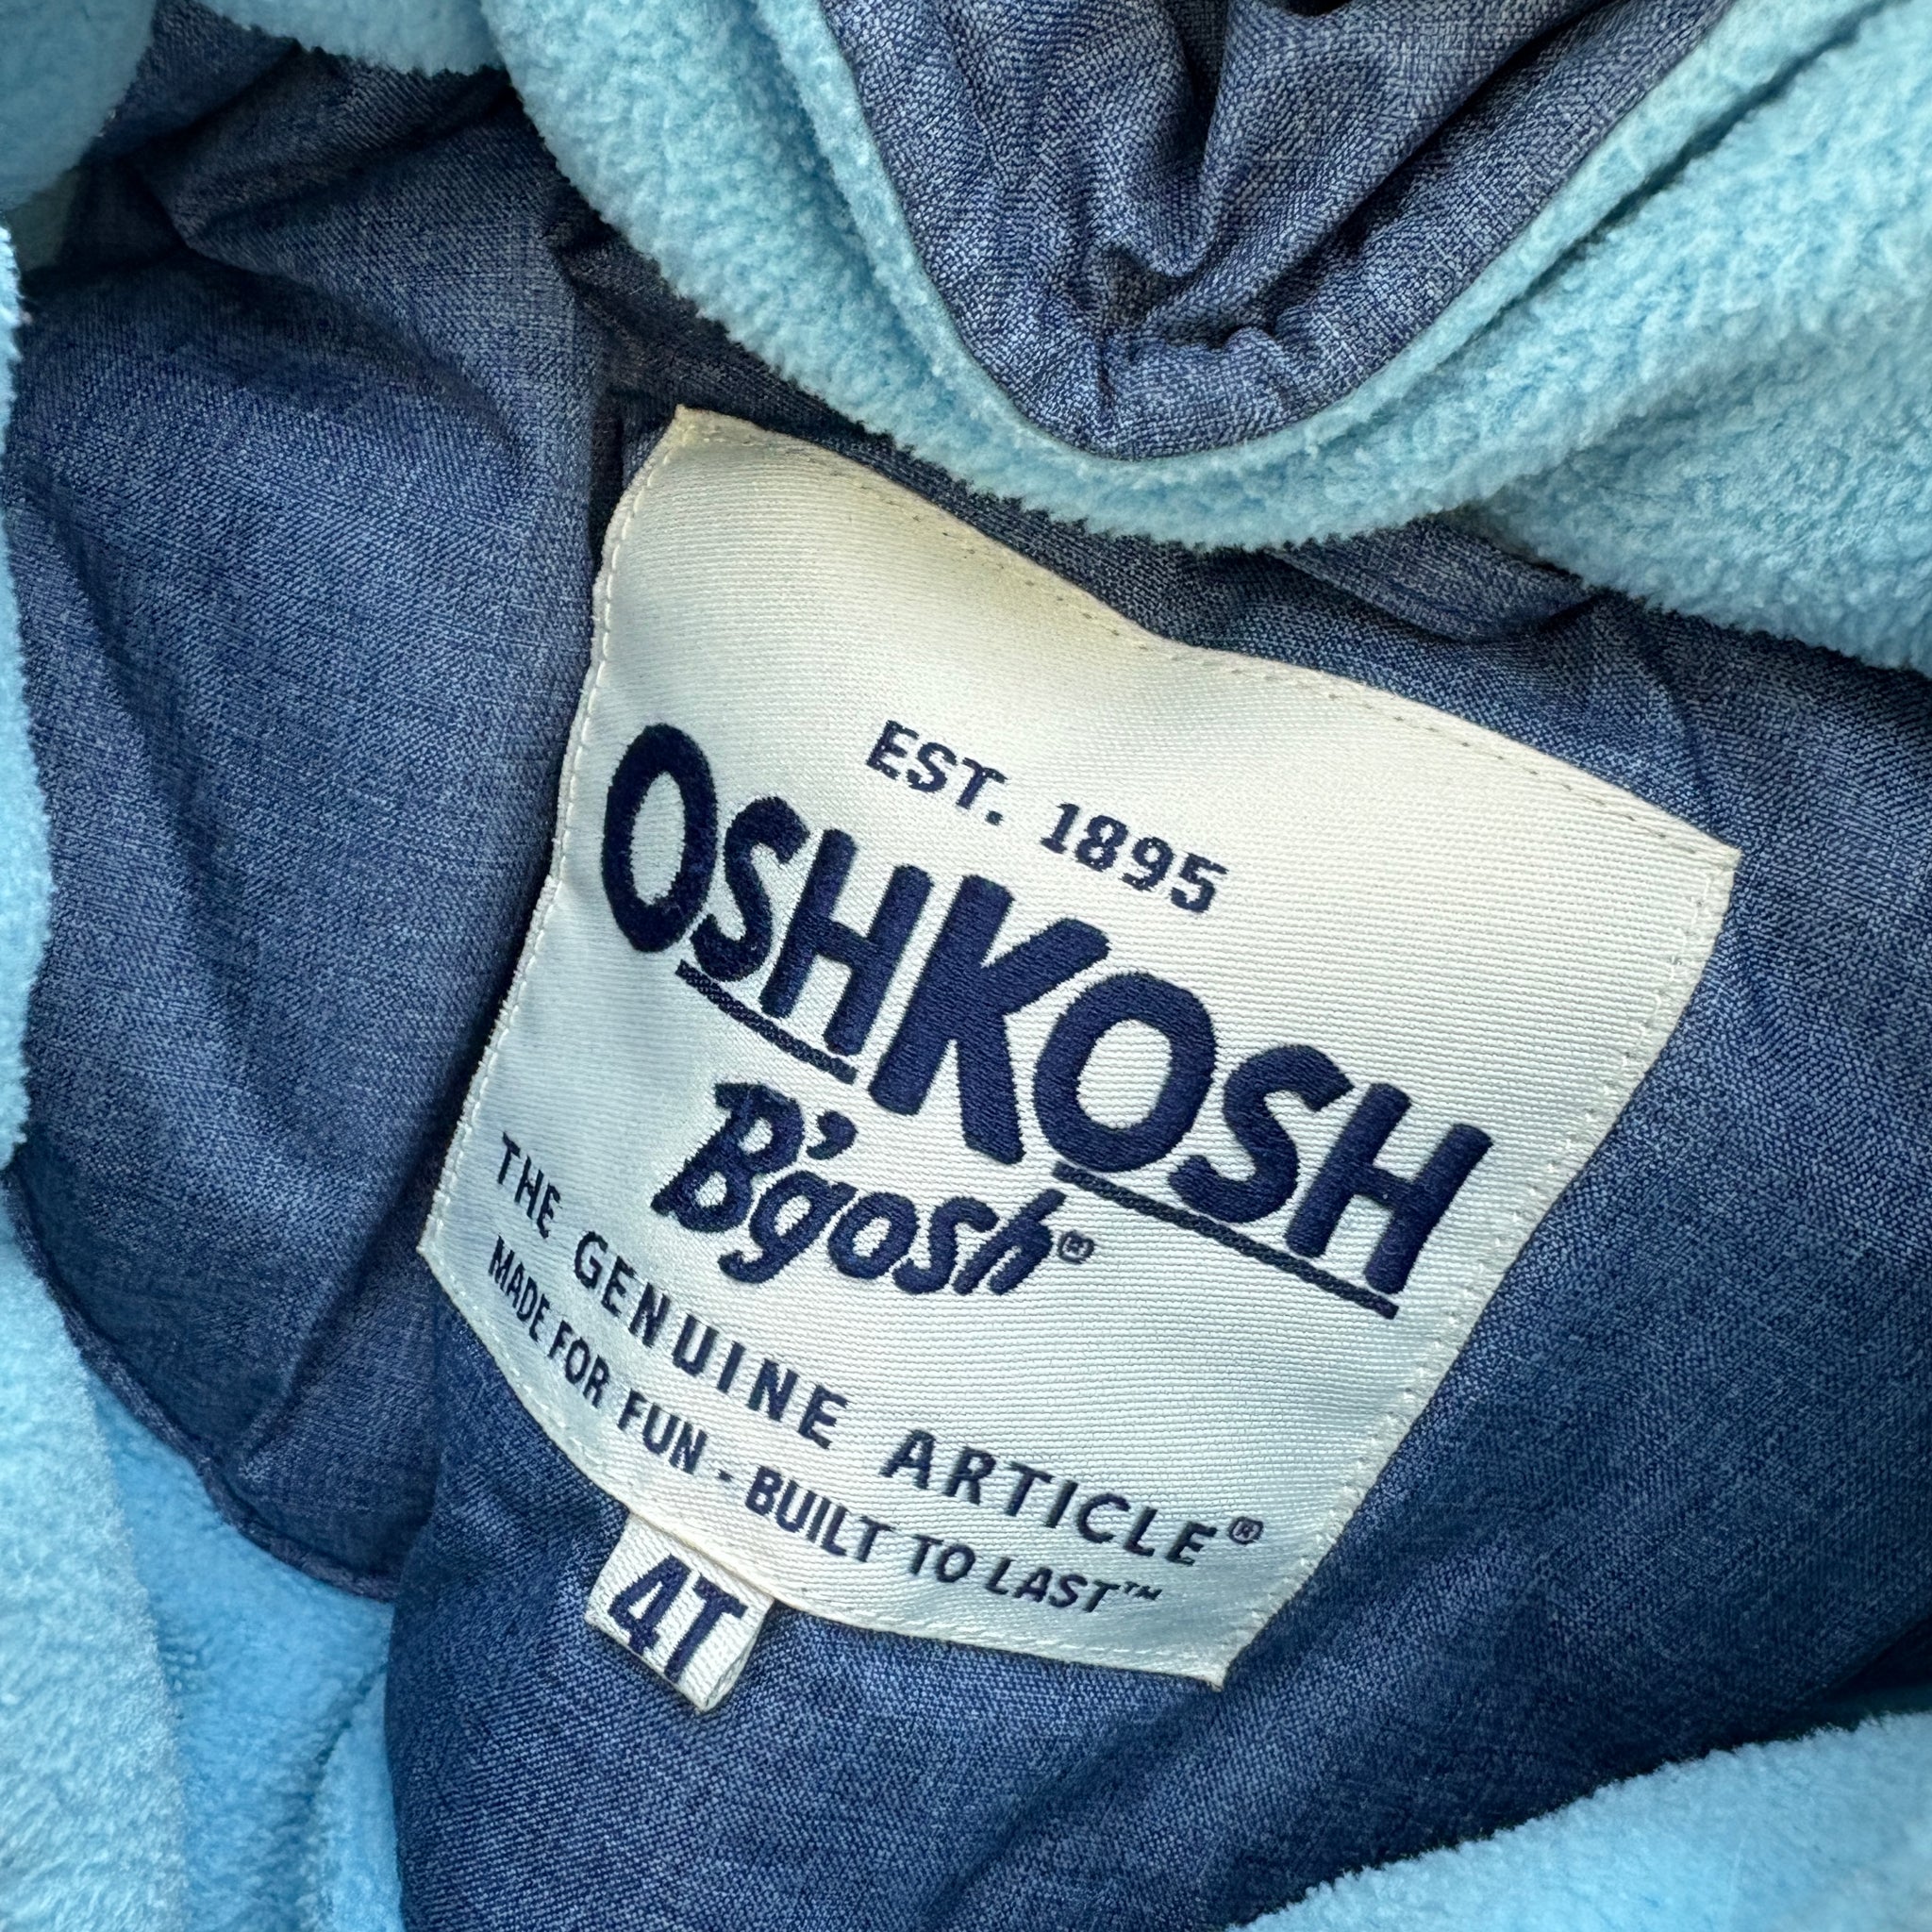 EST. 1895
OSHKOSH
B'gosh®
THE GENUINE ARTICLE®
MADE FOR FUN - BUILT TO LAST™
4T